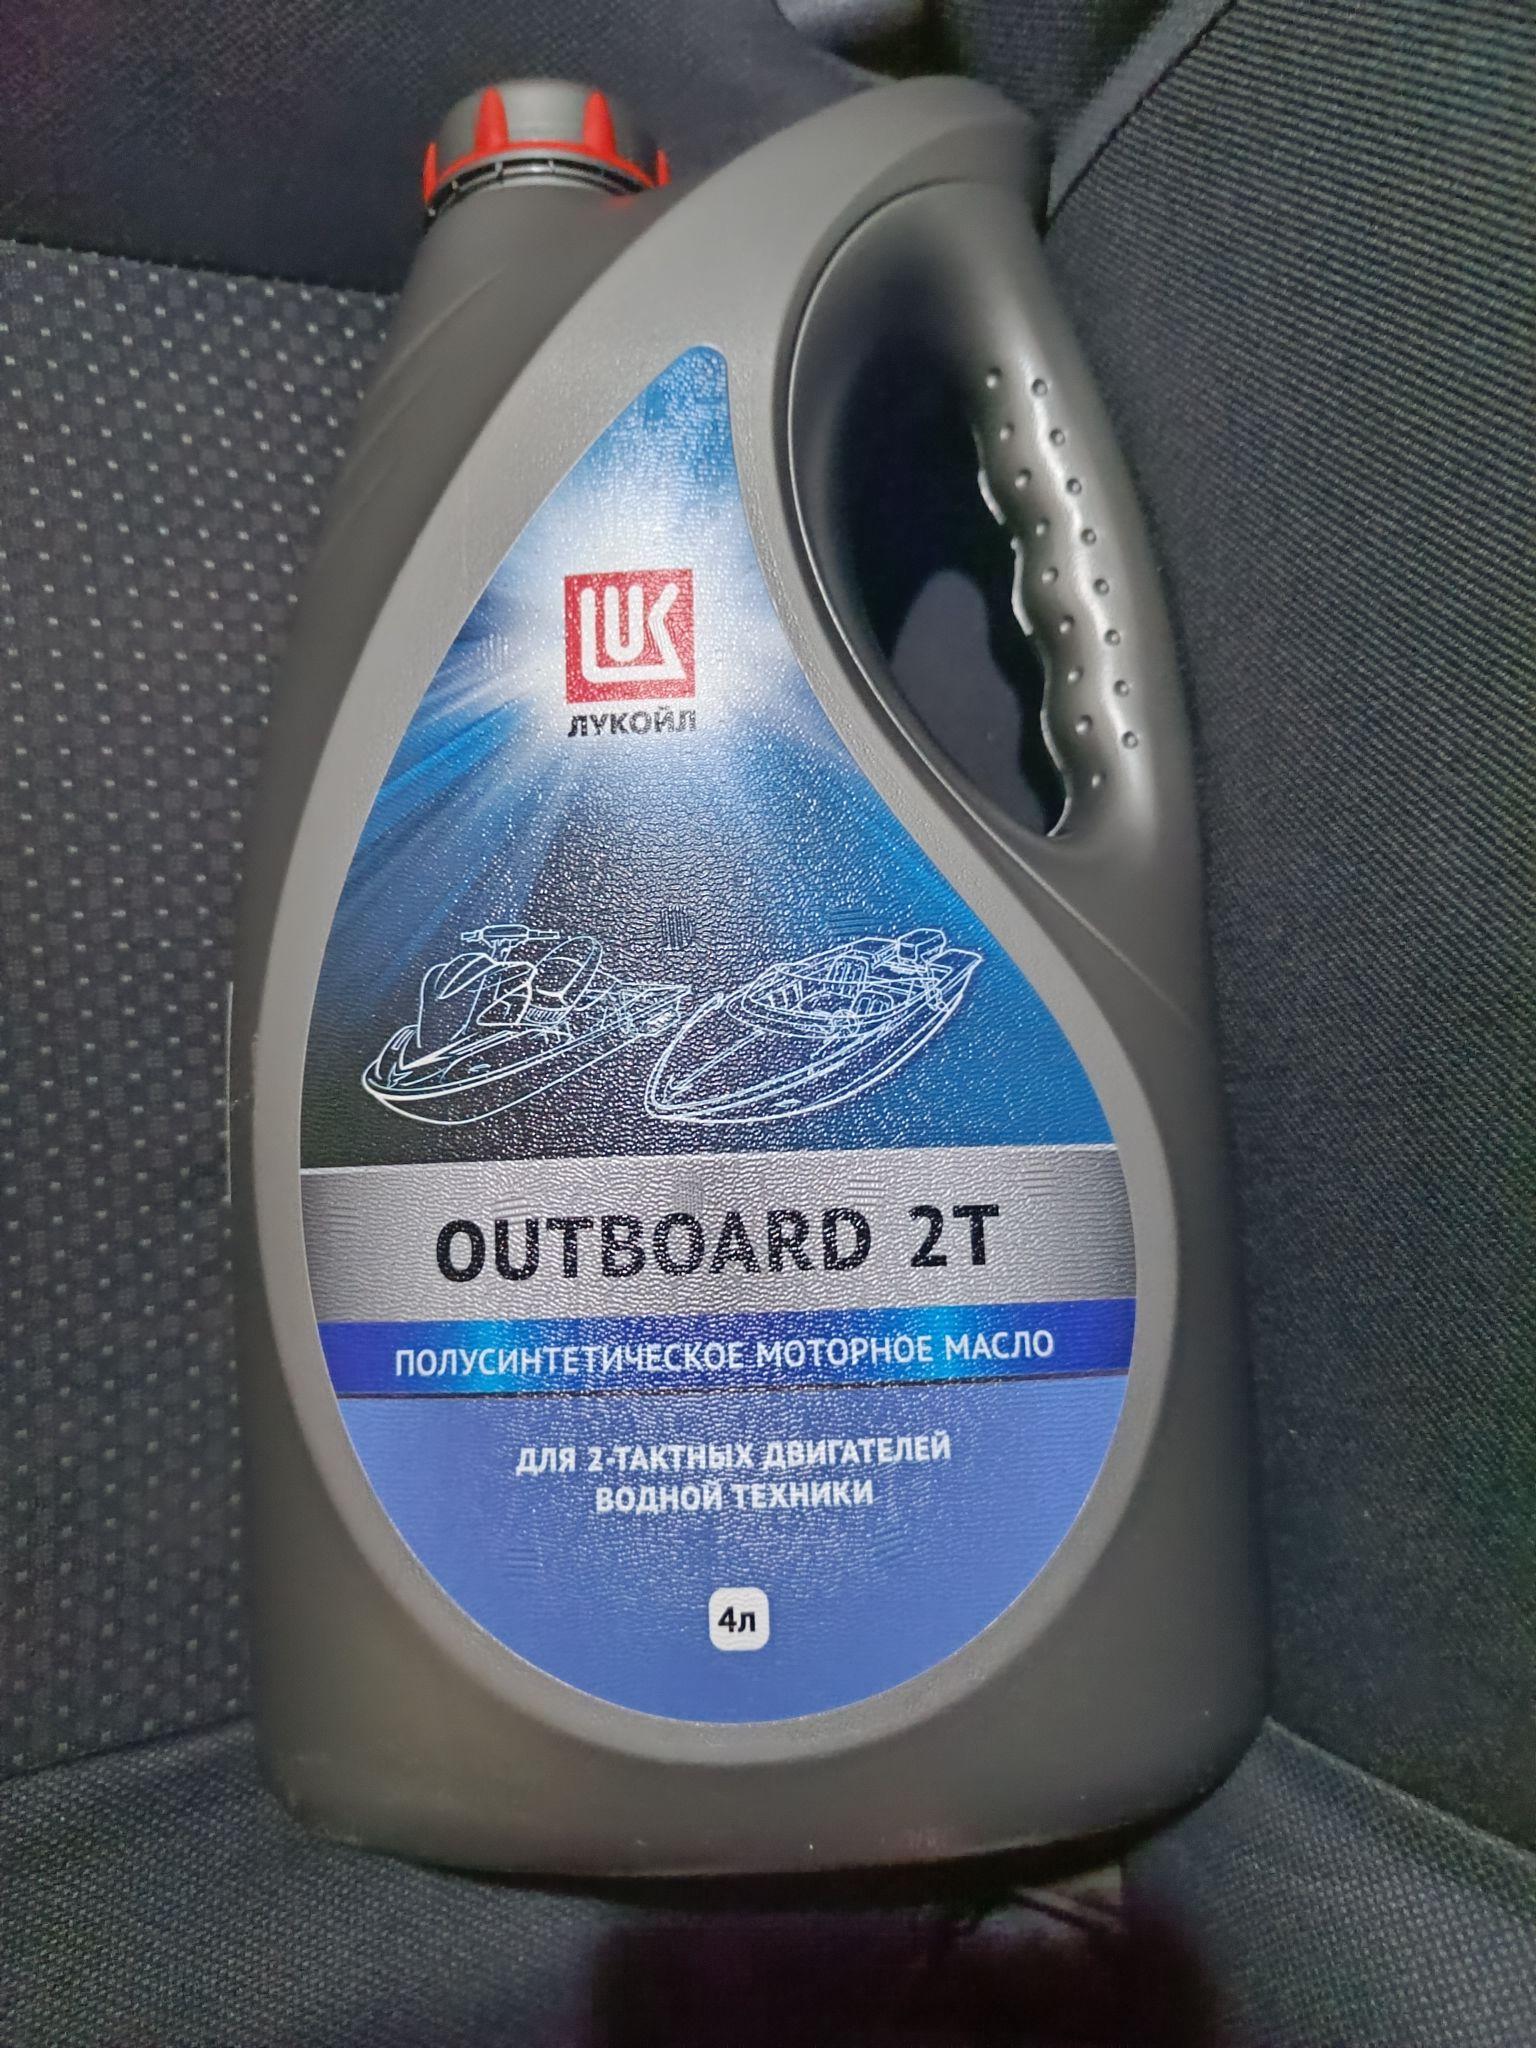 LUK
ЛУКОЙЛ
OUTBOARD 2T
ПОЛУСИНТЕТИЧЕСКОЕ МОТОРНОЕ МАСЛО
ДЛЯ 2-ТАКТНЫХ ДВИГАТЕЛЕЙ
ВОДНОЙ ТЕХНИКИ
4л